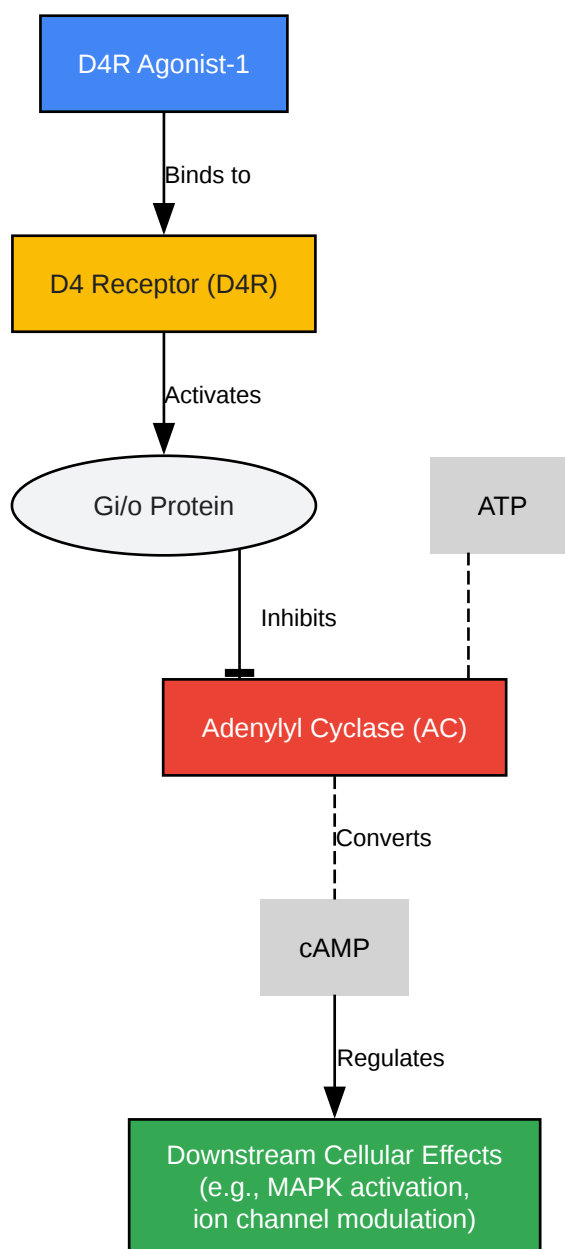 D4R Agonist-1
Binds to
D4 Receptor (D4R)
Activates
Gi/o Protein
ATP
Inhibits
Adenylyl Cyclase (AC)
Converts
cAMP
Regulates
Downstream Cellular Effects
(e.g., MAPK activation,
ion channel modulation)